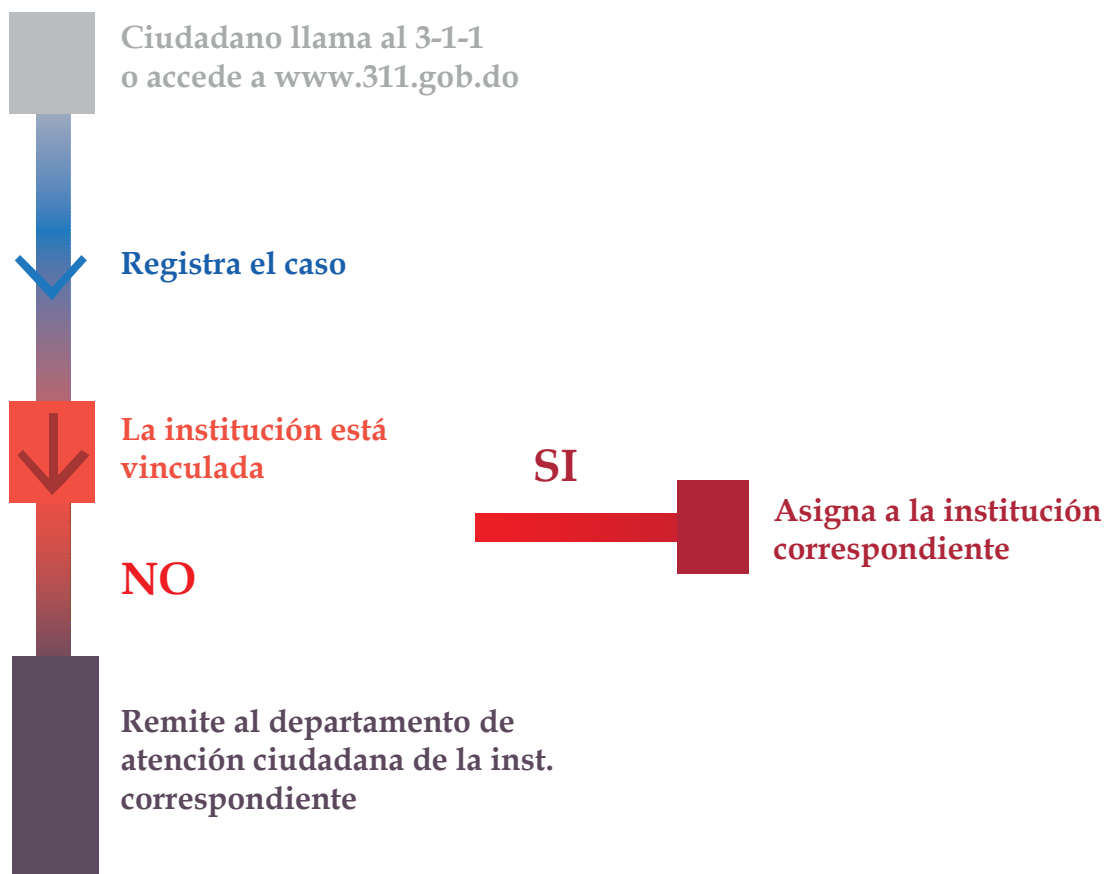 Ciudadano llama al 3-1-1
o accede a www.311.gob.do
Registra el caso
La institución está
vinculada
SI
Asigna a la institución
correspondiente
NO
Remite al departamento de
atención ciudadana de la inst.
correspondiente